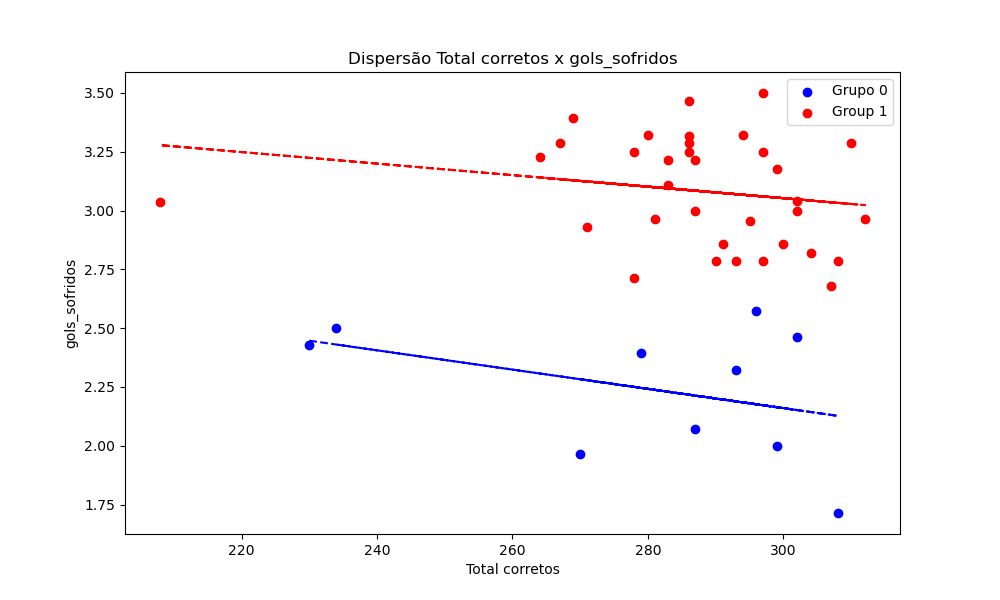 Dispersão Total corretos x gols_sofridos
Grupo 0
Group 1
gols_sofridos
3.50
3.25
3.00
2.75
2.50
2.25
2.00
1.75
220 240 260 280 300
Total corretos